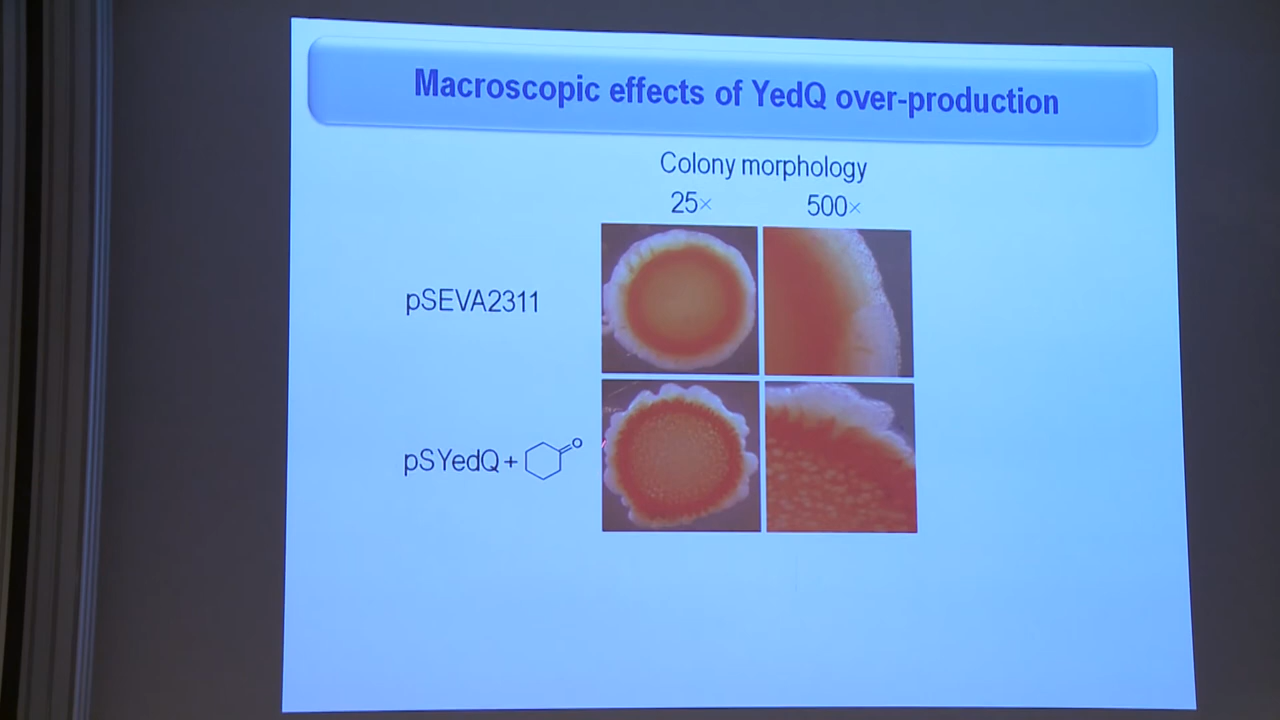 Macroscopic effects of YedQ over-production
Colony morphology
25× 500×
pSEVA2311
pSYedQ + O